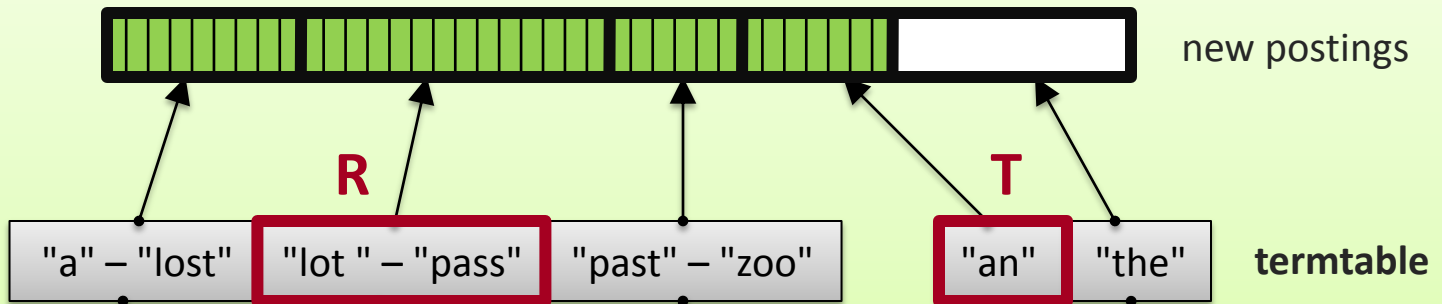 new postings
R T
"a" – "lost" "lot " – "pass" "past" – "zoo" "an" "the" termtable